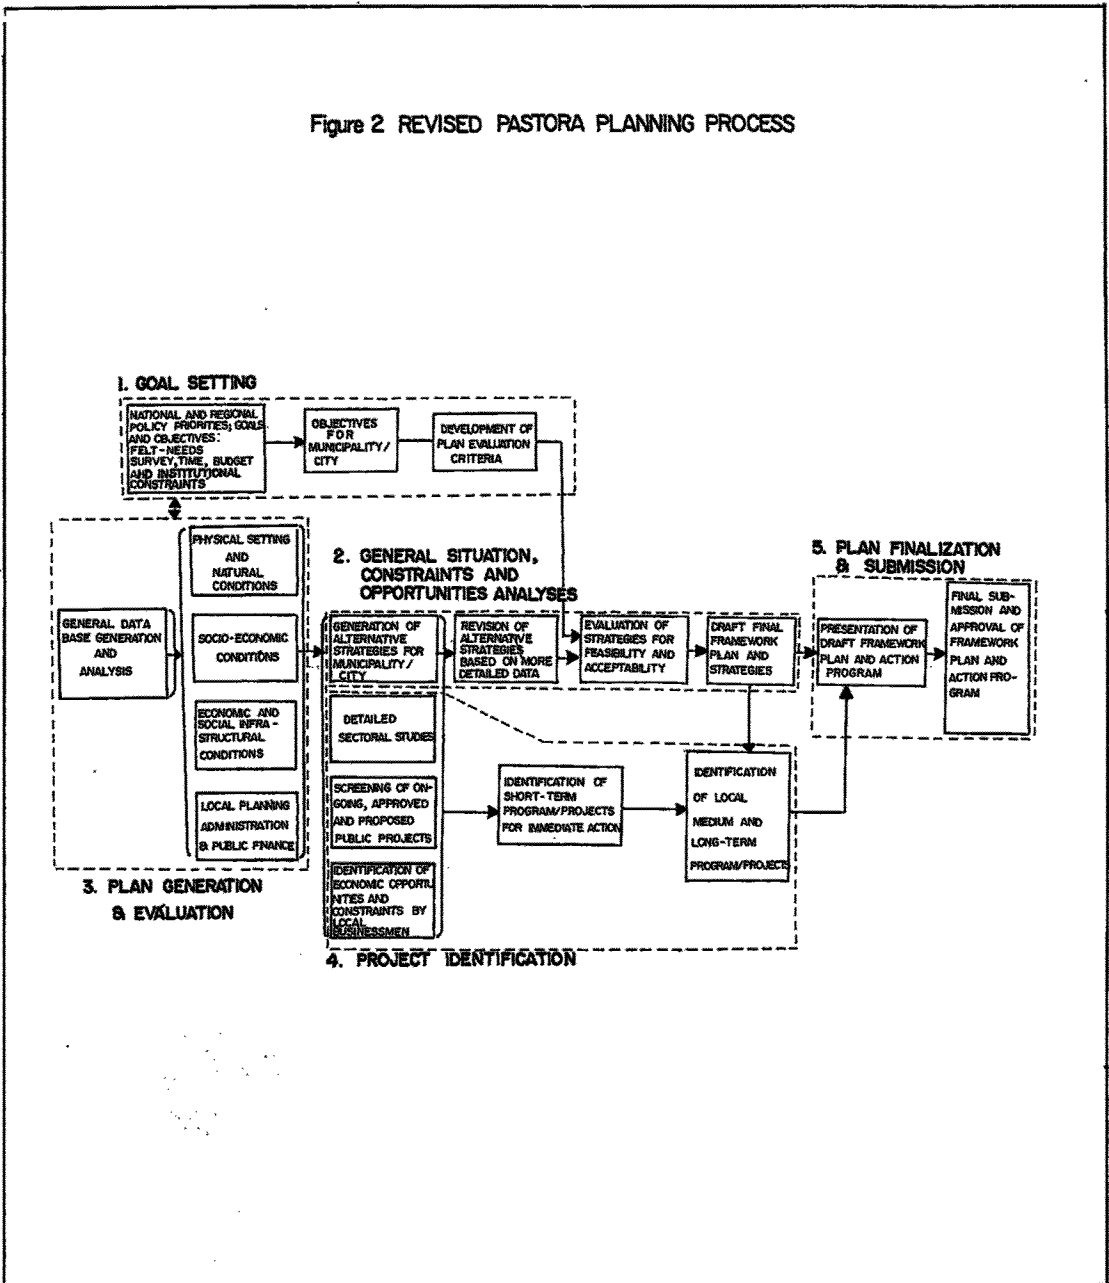 Figure 2 REVISED PASTORA PLANNING PROCESS
1. GOAL SETTING
NATIONAL AND REGIONAL
POLICY PRIORITIES; GOALS
AND OBJECTIVES:
FELT-NEEDS
SURVEY, TIME, BUDGET
AND INSTITUTIONAL
CONSTRAINTS
OBJECTIVES
FOR
MUNICIPALITY/
CITY
DEVELOPMENT OF
PLAN EVALUATION
CRITERIA
GENERAL DATA
BASE GENERATION
AND
ANALYSIS
PHYSICAL SETTING
AND
NATURAL
CONDITIONS
SOCIO-ECONOMIC
CONDITIONS
ECONOMIC AND
SOCIAL INFRA-
STRUCTURAL
CONDITIONS
LOCAL PLANNING
ADMINISTRATION
& PUBLIC FINANCE
3. PLAN GENERATION
& EVALUATION
2. GENERAL SITUATION,
CONSTRAINTS AND
OPPORTUNITIES ANALYSES
GENERATION OF
ALTERNATIVE
STRATEGIES FOR
MUNICIPALITY/
CITY
REVISION OF
ALTERNATIVE
STRATEGIES
BASED ON MORE
DETAILED DATA
EVALUATION OF
STRATEGIES FOR
FEASIBILITY AND
ACCEPTABILITY
DRAFT FINAL
FRAMEWORK
PLAN AND
STRATEGIES
DETAILED
SECTORAL STUDIES
SCREENING OF ON-
GOING, APPROVED
AND PROPOSED
PUBLIC PROJECTS
IDENTIFICATION OF
ECONOMIC OPPORTU
NITIES AND
CONSTRAINTS BY
LOCAL
BUSINESSMEN
IDENTIFICATION OF
SHORT-TERM
PROGRAM/PROJECTS
FOR IMMEDIATE ACTION
IDENTIFICATION
OF LOCAL
MEDIUM AND
LONG-TERM
PROGRAM/PROJECTS
4. PROJECT IDENTIFICATION
5. PLAN FINALIZATION
& SUBMISSION
PRESENTATION OF
DRAFT FRAMEWORK
PLAN AND ACTION
PROGRAM
FINAL SUB-
MISSION AND
APPROVAL OF
FRAMEWORK
PLAN AND
ACTION PRO-
GRAM